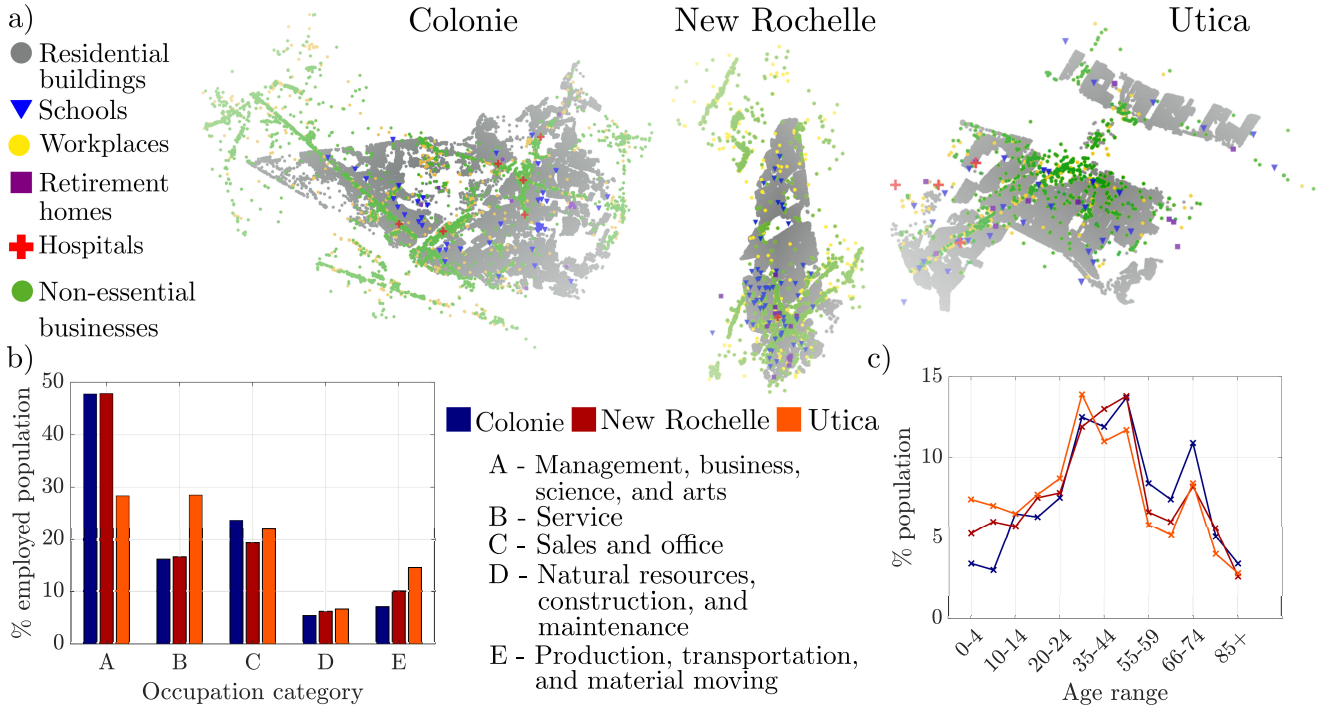 a)
Colonie
New Rochelle
Utica
Residential
buildings
Schools
Workplaces
Retirement
homes
Hospitals
Non-essential
businesses
b)
% employed population
50
40
30
20
10
0
A
B
C
D
E
Occupation category
Colonie
New Rochelle
Utica
A - Management, business,
science, and arts
B - Service
C - Sales and office
D - Natural resources,
construction, and
maintenance
E - Production, transportation,
and material moving
c)
% population
15
10
5
0
0-4
10-14
20-24
35-44
55-59
66-74
85+
Age range